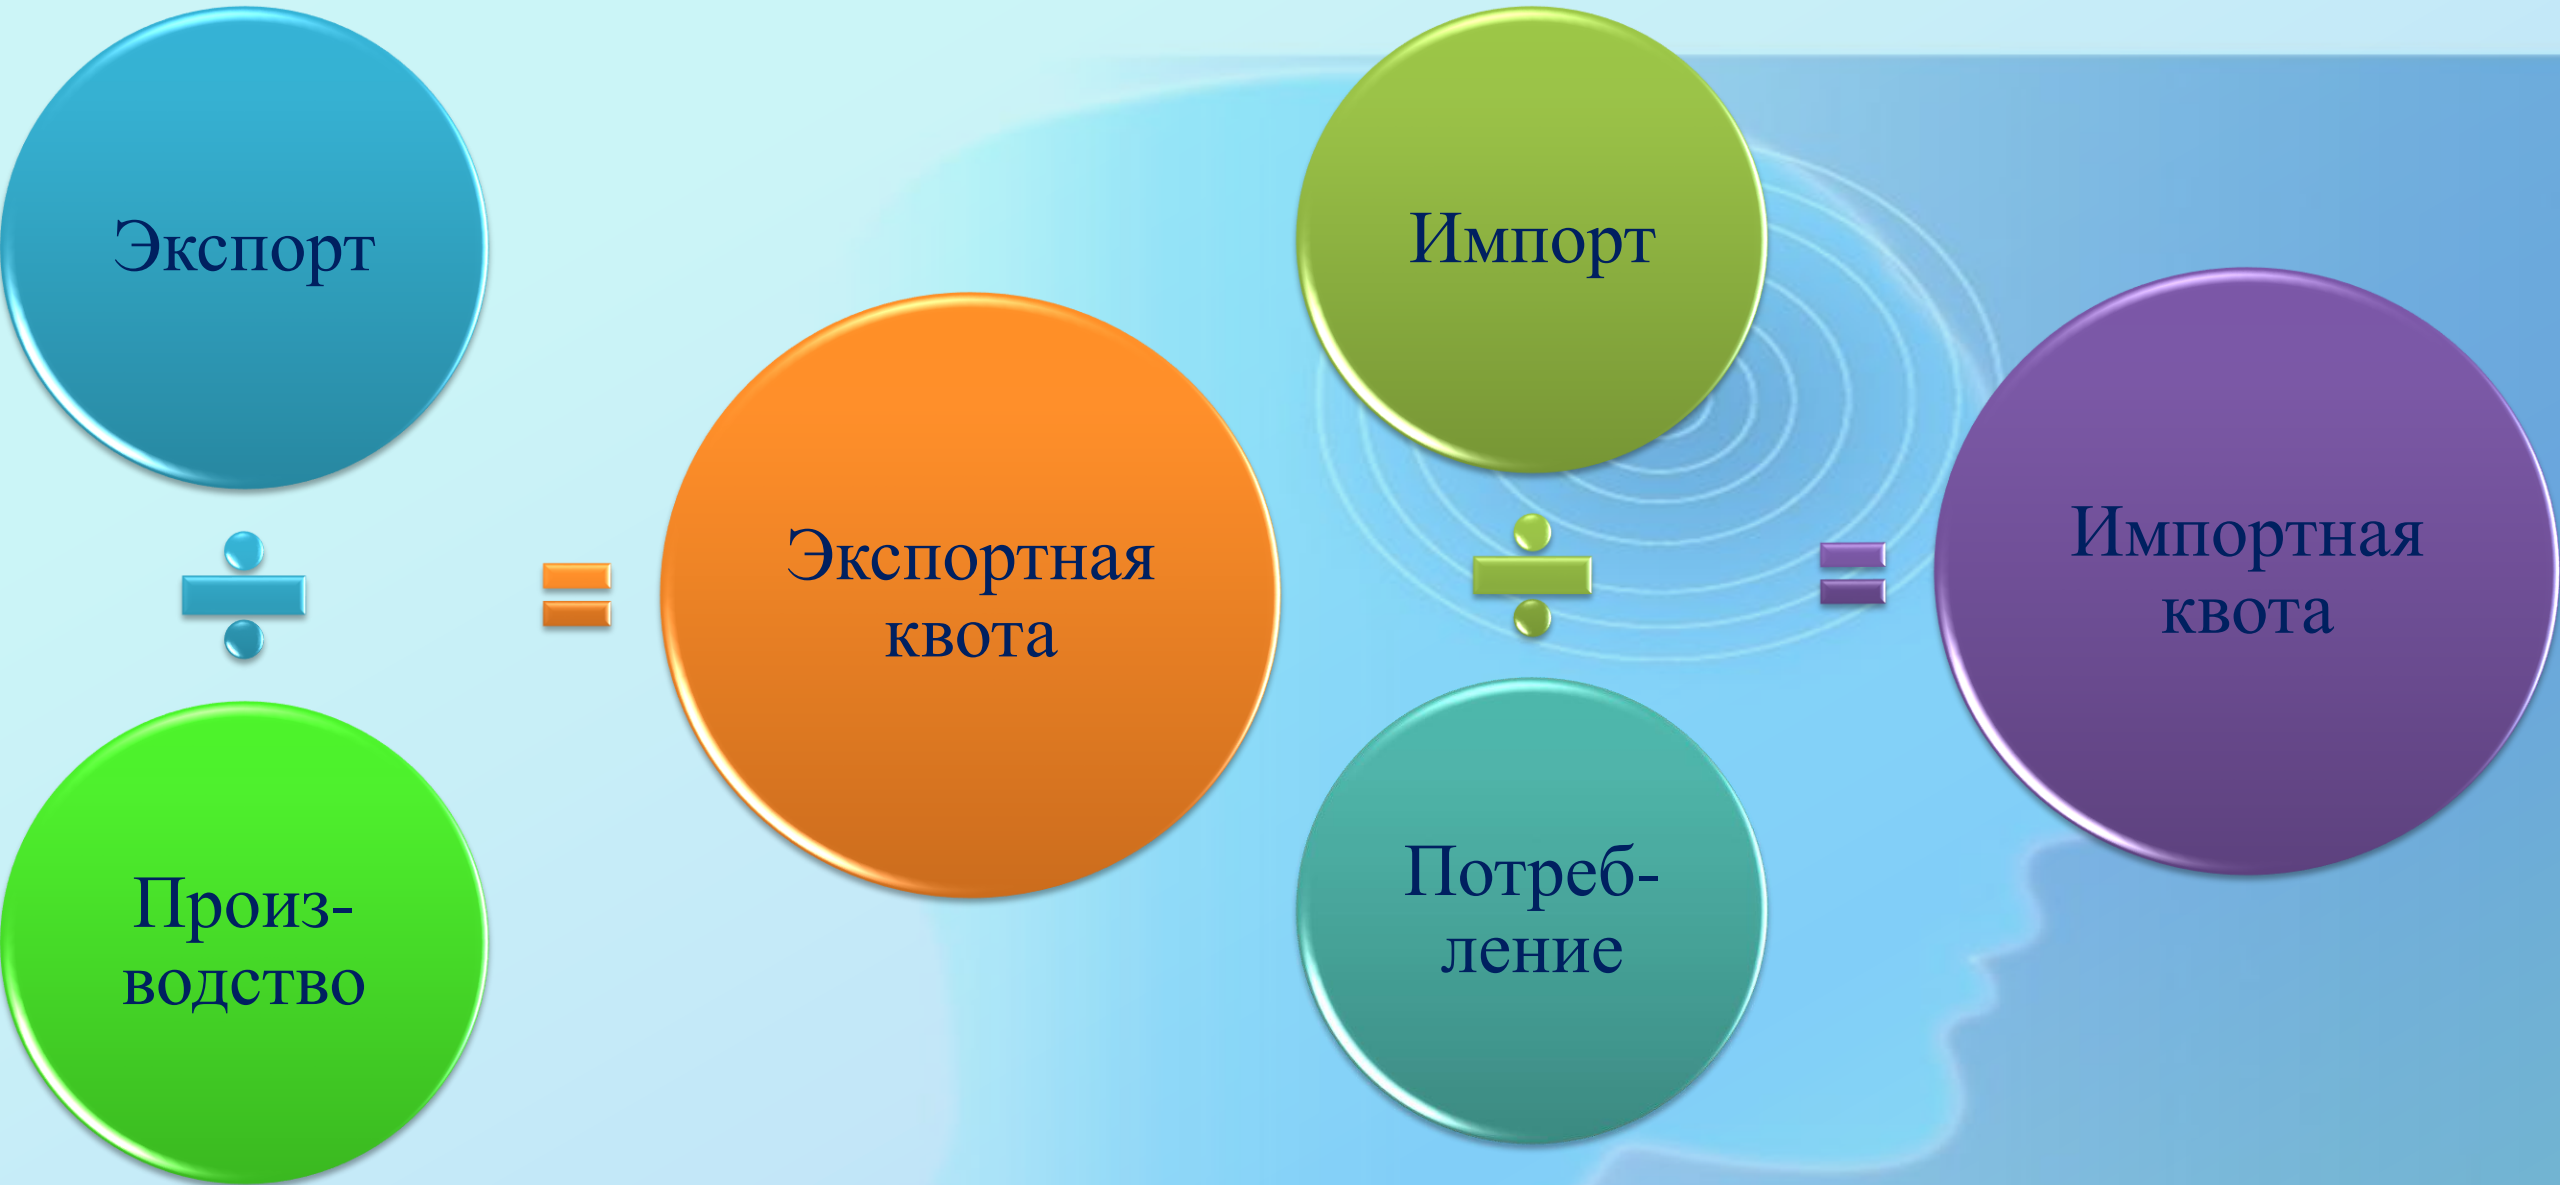 Экспорт
Произ-
водство
Экспортная
квота
Импорт
Потреб-
ление
Импортная
квота